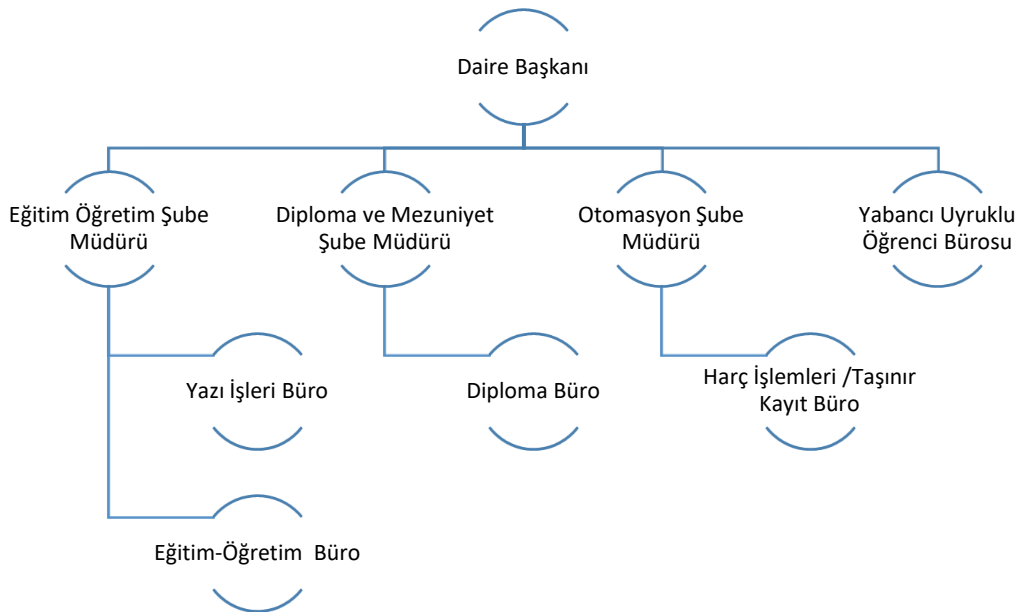 Daire Başkanı
Eğitim Öğretim Şube
Müdürü
Diploma ve Mezuniyet
Şube Müdürü
Otomasyon Şube
Müdürü
Yabancı Uyruklu
Öğrenci Bürosu
Yazı İşleri Büro
Diploma Büro
Harç İşlemleri /Taşınır
Kayıt Büro
Eğitim-Öğretim  Büro